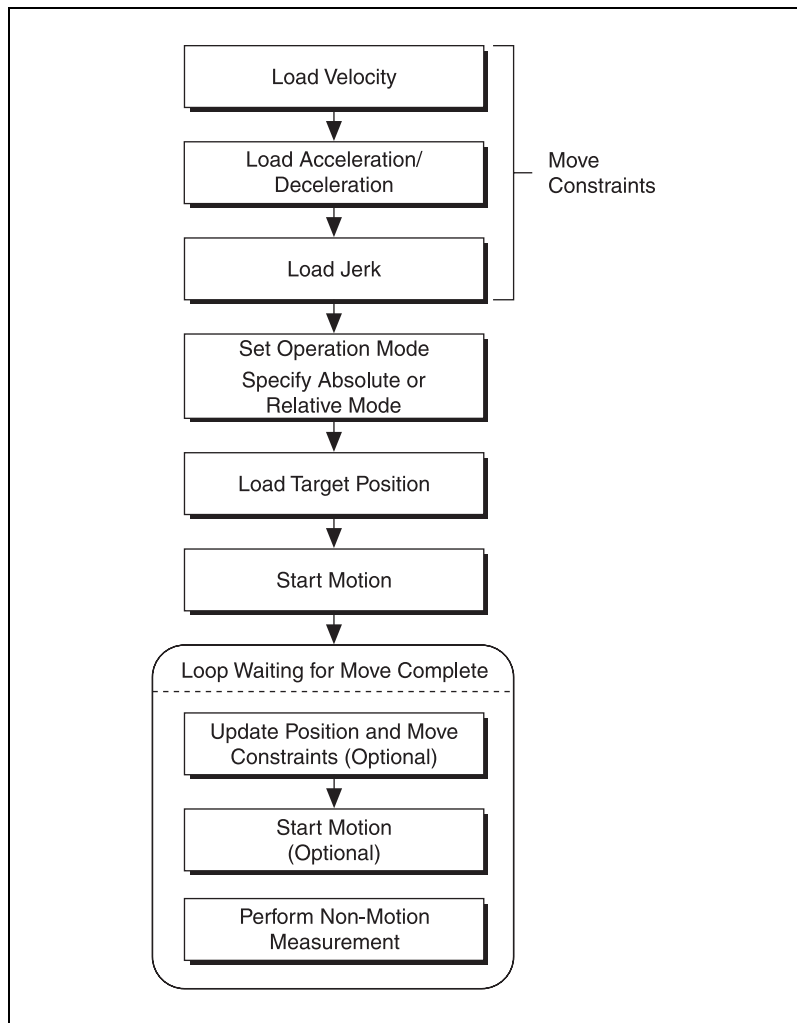 Load Velocity
Load Acceleration/
Deceleration
Load Jerk
Move
Constraints
Set Operation Mode
Specify Absolute or
Relative Mode
Load Target Position
Start Motion
Loop Waiting for Move Complete
Update Position and Move
Constraints (Optional)
Start Motion
(Optional)
Perform Non-Motion
Measurement